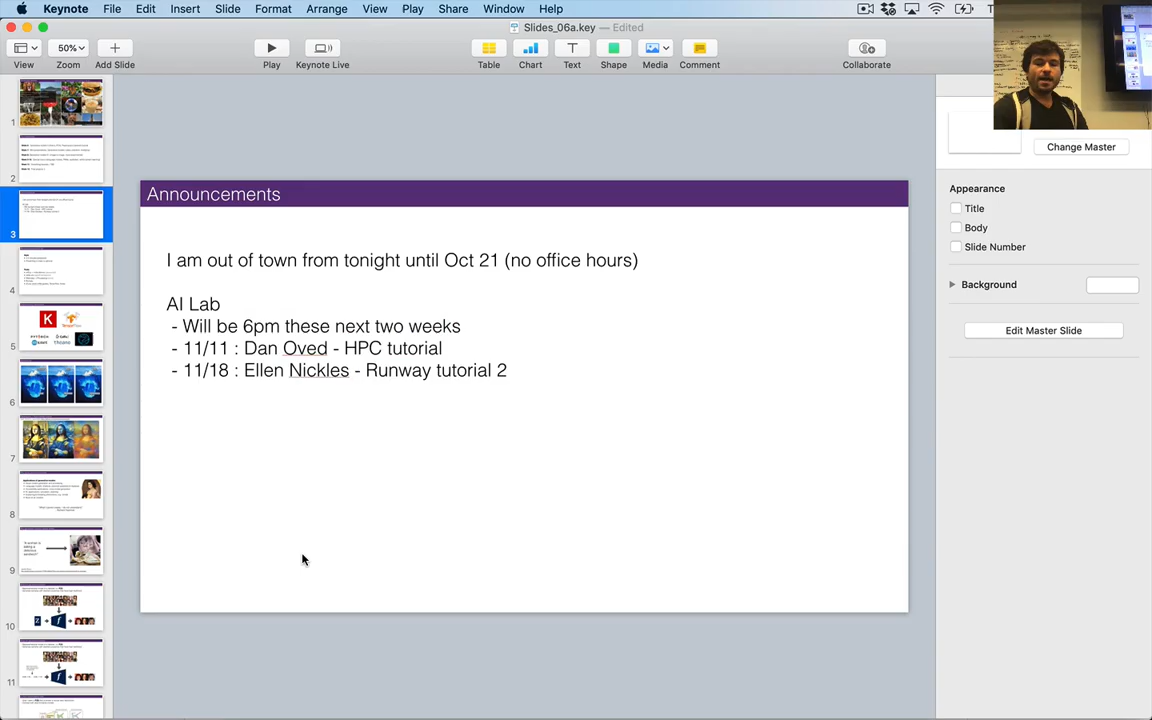 Keynote File Edit Insert Slide Format Arrange View Play Share Window Help
Slides_06a.key — Edited
50%
View Zoom Add Slide Play Keynote Live Table Chart Text Shape Media Comment Collaborate
Change Master
Appearance
Title
Body
Slide Number
Background
Edit Master Slide
1
2
3
4
5
6
7
8
9
10
11
Announcements
I am out of town from tonight until Oct 21 (no office hours)
AI Lab
- Will be 6pm these next two weeks
- 11/11 : Dan Oved - HPC tutorial
- 11/18 : Ellen Nickles - Runway tutorial 2